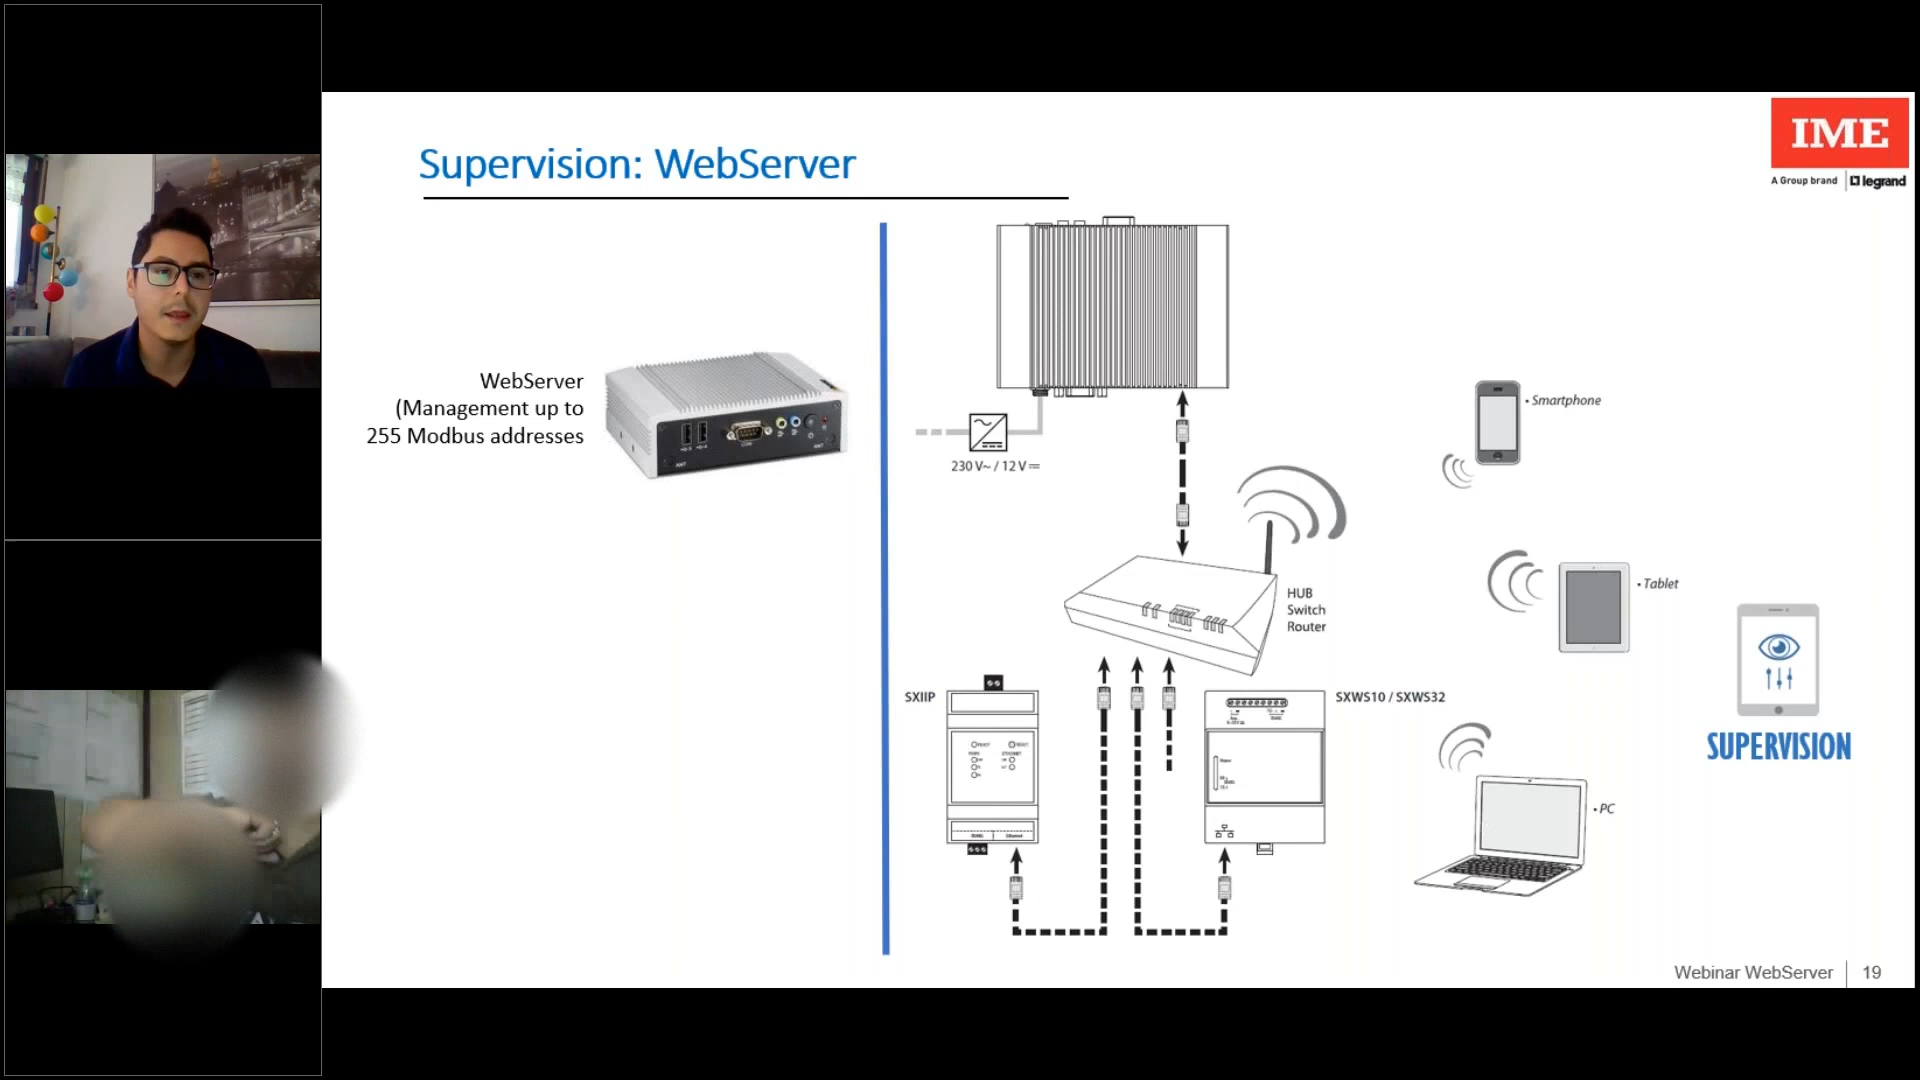 Supervision: WebServer
IME
A Group brand | legrand
WebServer
(Management up to
255 Modbus addresses
230 V~ / 12 V
• Smartphone
HUB
Switch
Router
• Tablet
SXIIP
SXWS10 / SXWS32
SUPERVISION
• PC
Webinar WebServer
19